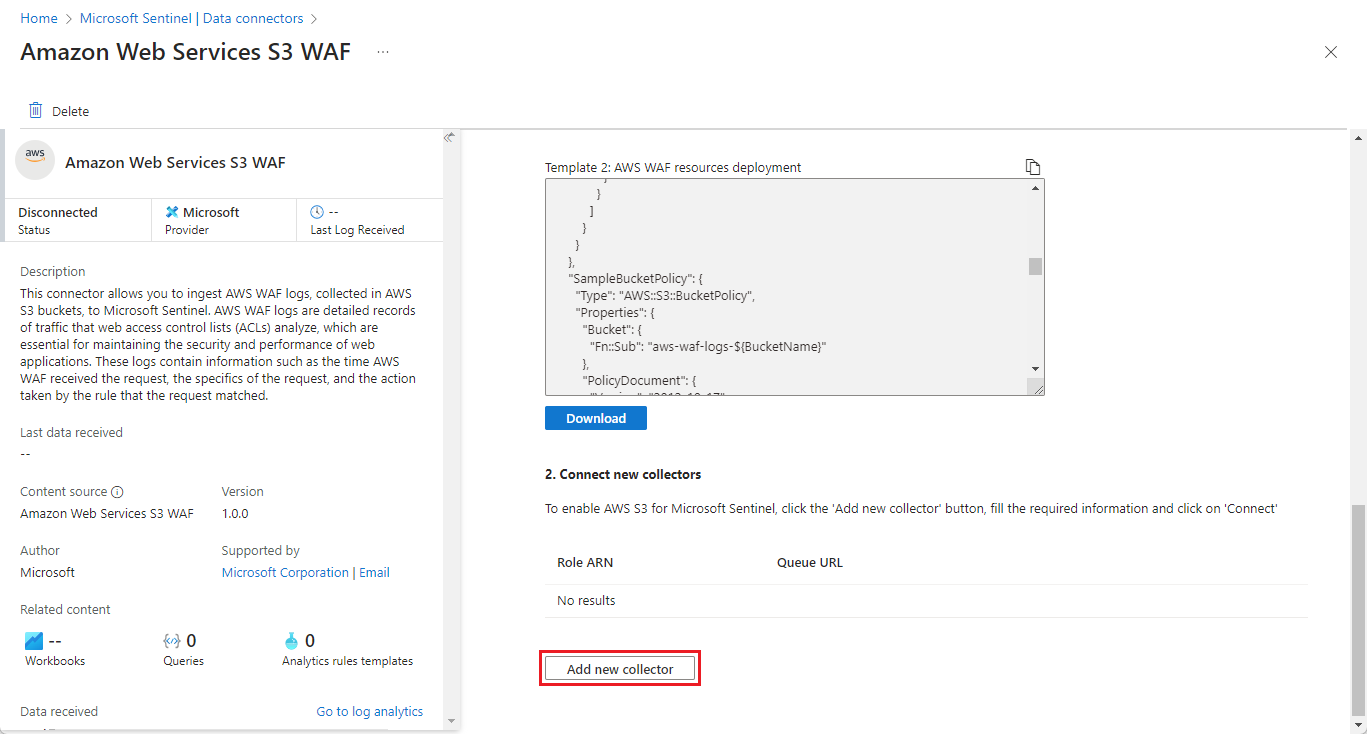 Home > Microsoft Sentinel | Data connectors >
Amazon Web Services S3 WAF ...
Delete
aws
Amazon Web Services S3 WAF
Disconnected
Status
Microsoft
Provider
--
Last Log Received
Description
This connector allows you to ingest AWS WAF logs, collected in AWS
S3 buckets, to Microsoft Sentinel. AWS WAF logs are detailed records
of traffic that web access control lists (ACLs) analyze, which are
essential for maintaining the security and performance of web
applications. These logs contain information such as the time AWS
WAF received the request, the specifics of the request, and the action
taken by the rule that the request matched.
Last data received
--
Content source
Version
Amazon Web Services S3 WAF
1.0.0
Author
Supported by
Microsoft
Microsoft Corporation | Email
Related content
--
Workbooks
0
Queries
0
Analytics rules templates
Data received
Go to log analytics
Template 2: AWS WAF resources deployment
}
]
}
}
},
"SampleBucketPolicy": {
"Type": "AWS::S3::BucketPolicy",
"Properties": {
"Bucket": {
"Fn::Sub": "aws-waf-logs-${BucketName}"
},
"PolicyDocument": {
"Version": "2012-10-17",
Download
2. Connect new collectors
To enable AWS S3 for Microsoft Sentinel, click the 'Add new collector' button, fill the required information and click on 'Connect'
Role ARN
Queue URL
No results
Add new collector